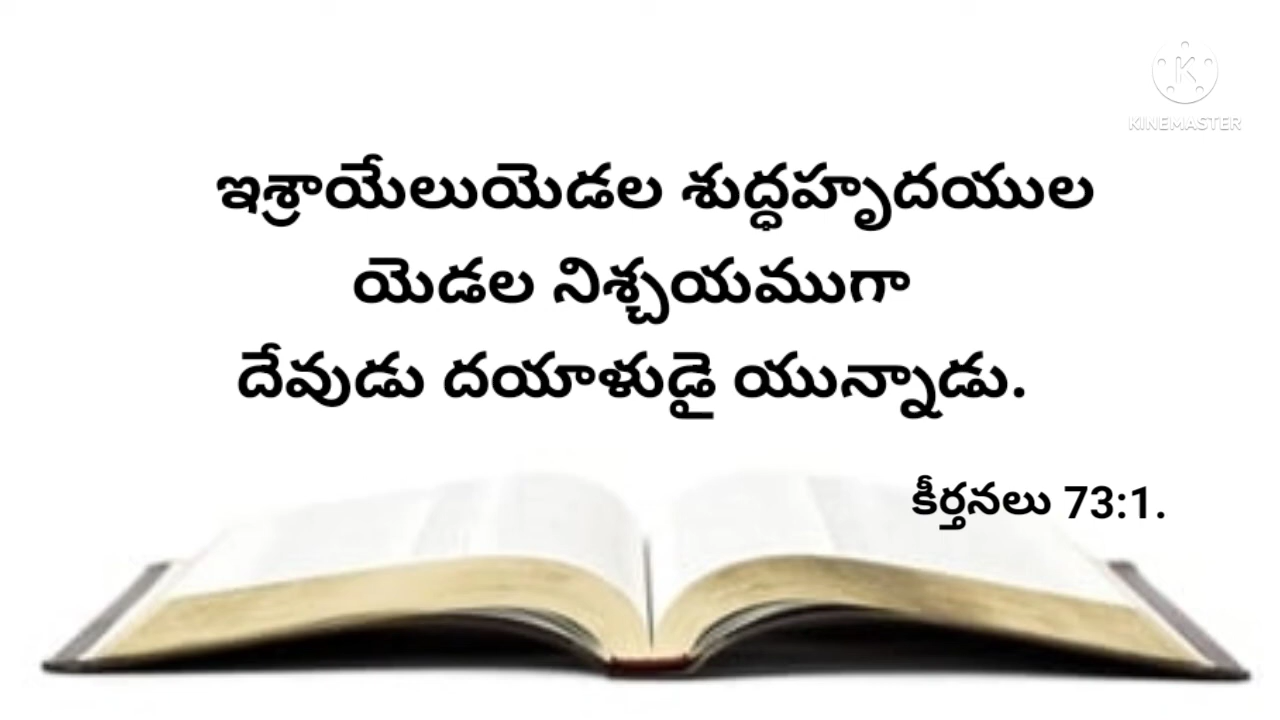 KINEMASTER
ఇశ్రాయేలుయెడల శుద్ధహృదయుల
యెడల నిశ్చయముగా
దేవుడు దయాళుడై యున్నాడు.
కీర్తనలు 73:1.